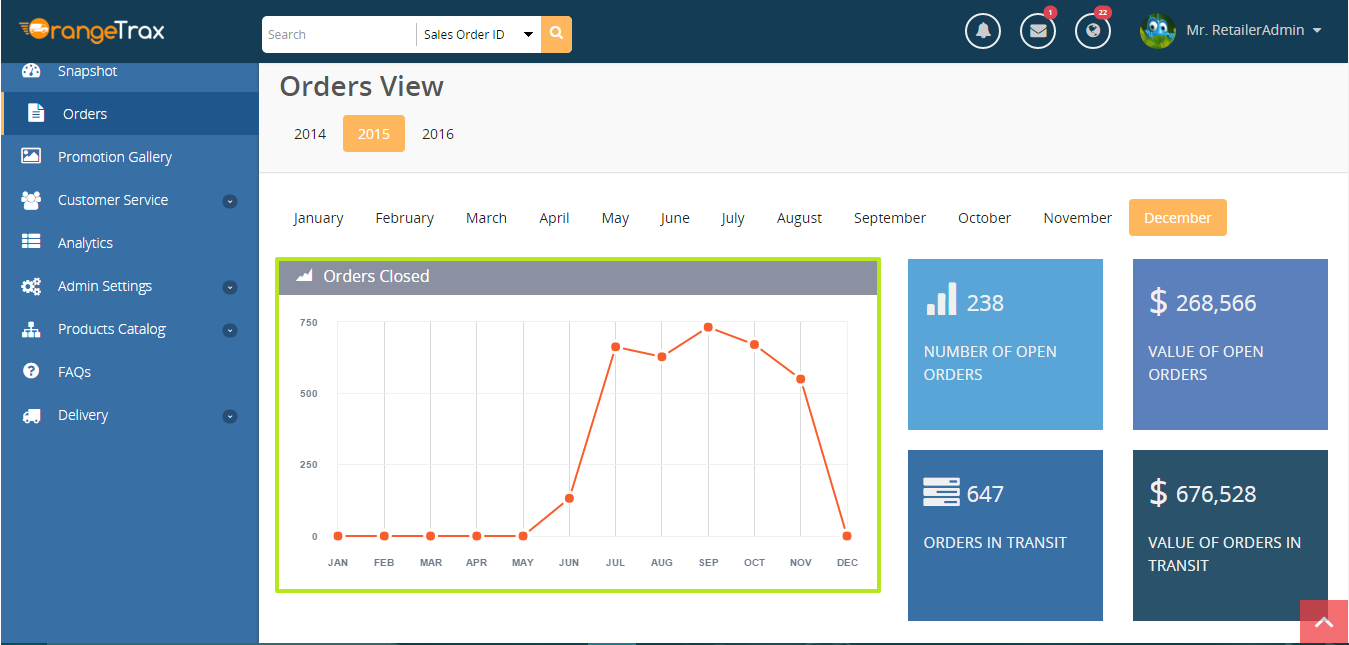 OrangeTrax
Search
Sales Order ID
1
22
Mr. RetailerAdmin
Snapshot
Orders
Promotion Gallery
Customer Service
Analytics
Admin Settings
Products Catalog
FAQs
Delivery
Orders View
2014 2015 2016
January February March April May June July August September October November December
Orders Closed
750
500
250
0
JAN FEB MAR APR MAY JUN JUL AUG SEP OCT NOV DEC
238
NUMBER OF OPEN
ORDERS
$ 268,566
VALUE OF OPEN
ORDERS
647
ORDERS IN TRANSIT
$ 676,528
VALUE OF ORDERS IN
TRANSIT